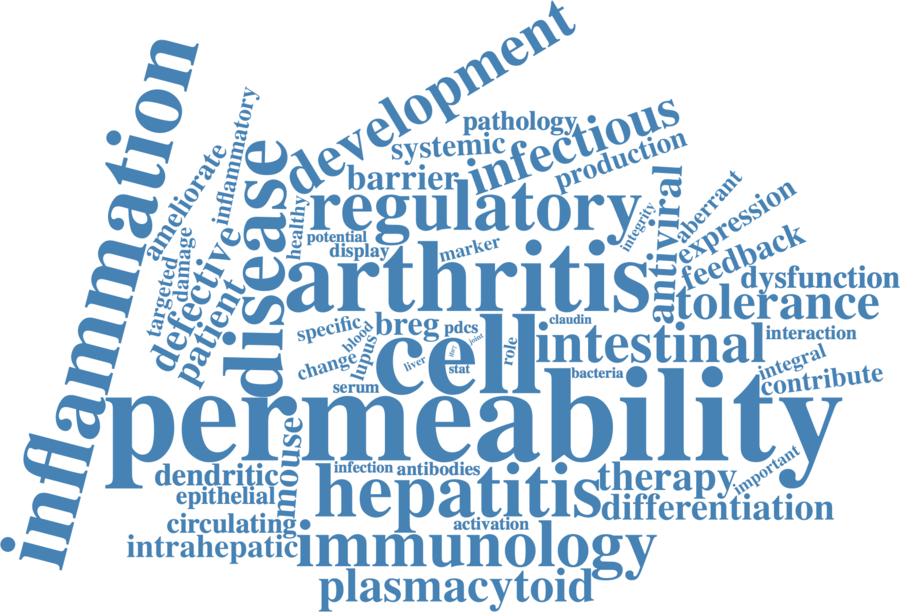 development
inflammation
pathology
infectious
systemic
production
inflammatory
ameliorate
disease
barrier
regulatory
healthy
antiviral
aberrant
integrity
expression
potential
display
marker
feedback
arthritis
targeted
damage
defective
patient
dysfunction
tolerance
specific
blood
breg
pdcs
claudin
joint
cell
role
intestinal
interaction
change
lupus
liver
stat
bacteria
integral
contribute
serum
permeability
mouse
dendritic
infection
antibodies
therapy
important
epithelial
hepatitis
differentiation
circulating
activation
intrahepatic
immunology
plasmacytoid